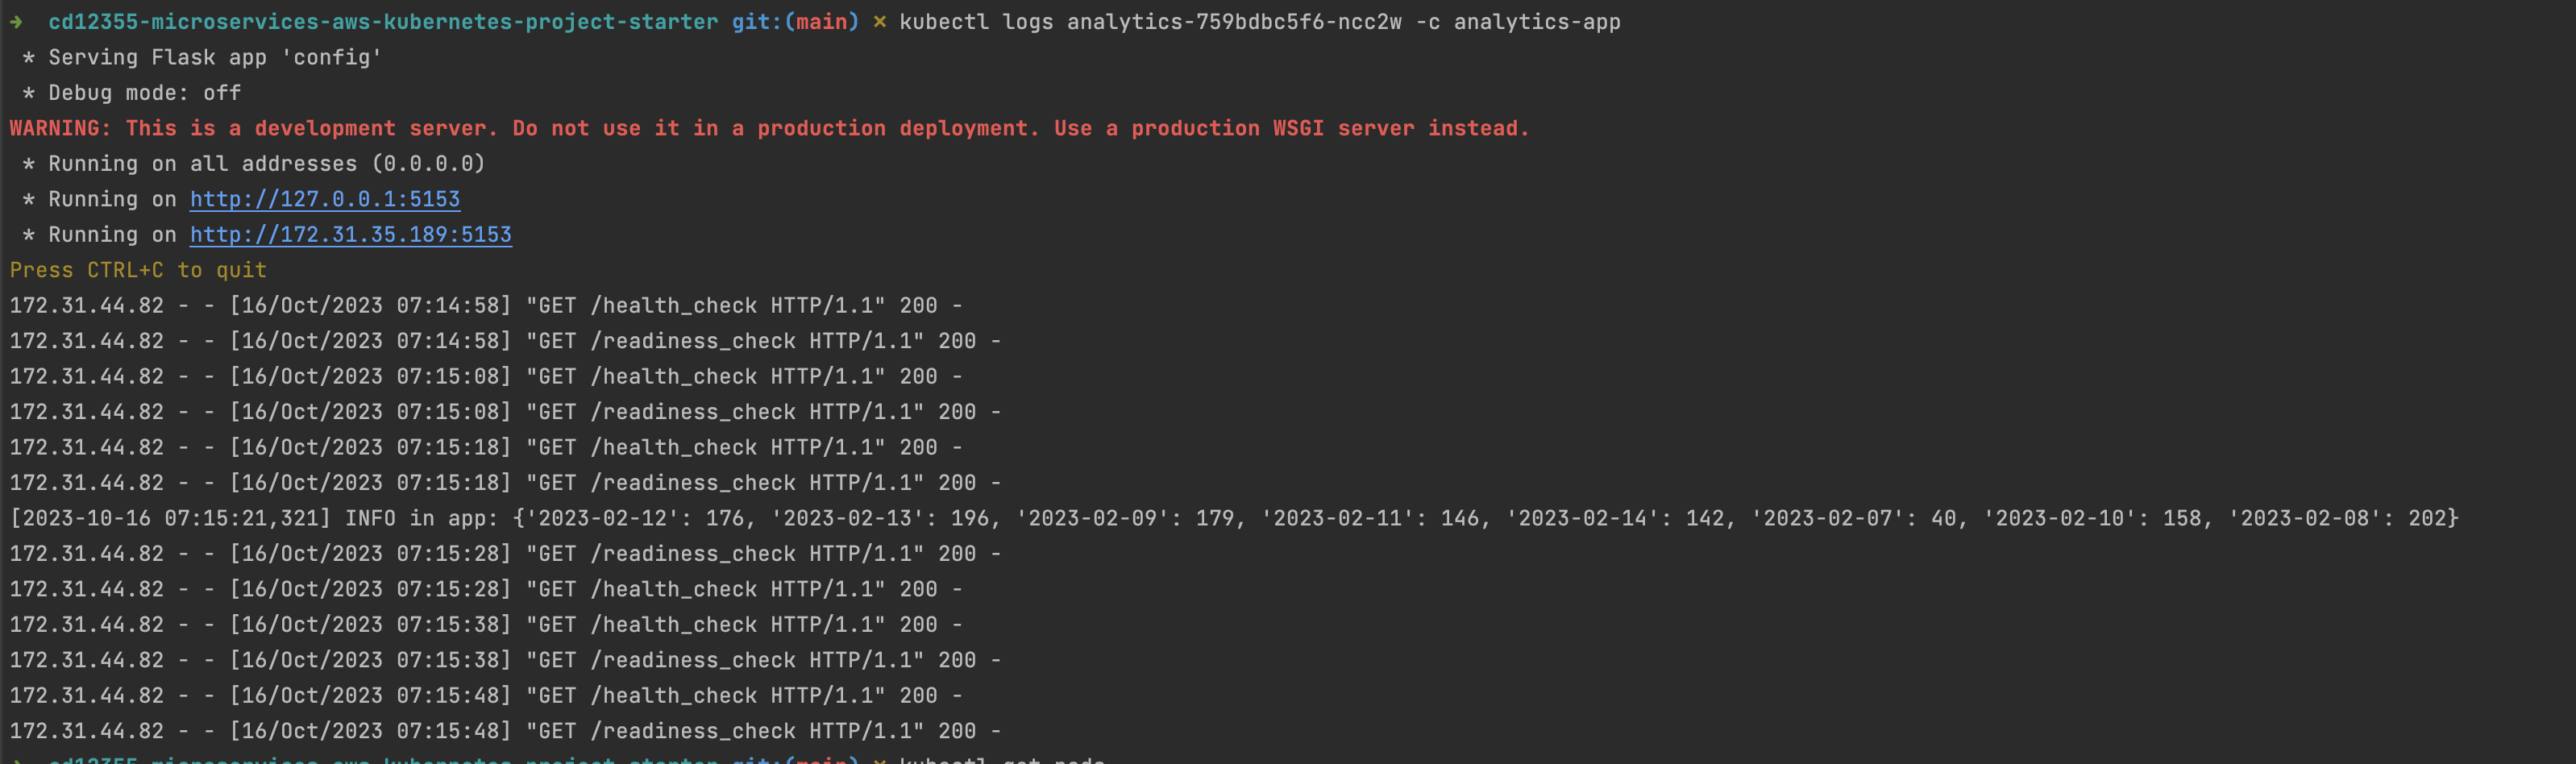 → cd12355-microservices-aws-kubernetes-project-starter git:(main) ✗ kubectl logs analytics-759bdbc5f6-ncc2w -c analytics-app
 * Serving Flask app 'config'
 * Debug mode: off
WARNING: This is a development server. Do not use it in a production deployment. Use a production WSGI server instead.
 * Running on all addresses (0.0.0.0)
 * Running on http://127.0.0.1:5153
 * Running on http://172.31.35.189:5153
Press CTRL+C to quit
172.31.44.82 - - [16/Oct/2023 07:14:58] "GET /health_check HTTP/1.1" 200 -
172.31.44.82 - - [16/Oct/2023 07:14:58] "GET /readiness_check HTTP/1.1" 200 -
172.31.44.82 - - [16/Oct/2023 07:15:08] "GET /health_check HTTP/1.1" 200 -
172.31.44.82 - - [16/Oct/2023 07:15:08] "GET /readiness_check HTTP/1.1" 200 -
172.31.44.82 - - [16/Oct/2023 07:15:18] "GET /health_check HTTP/1.1" 200 -
172.31.44.82 - - [16/Oct/2023 07:15:18] "GET /readiness_check HTTP/1.1" 200 -
[2023-10-16 07:15:21,321] INFO in app: {'2023-02-12': 176, '2023-02-13': 196, '2023-02-09': 179, '2023-02-11': 146, '2023-02-14': 142, '2023-02-07': 40, '2023-02-10': 158, '2023-02-08': 202}
172.31.44.82 - - [16/Oct/2023 07:15:28] "GET /readiness_check HTTP/1.1" 200 -
172.31.44.82 - - [16/Oct/2023 07:15:28] "GET /health_check HTTP/1.1" 200 -
172.31.44.82 - - [16/Oct/2023 07:15:38] "GET /health_check HTTP/1.1" 200 -
172.31.44.82 - - [16/Oct/2023 07:15:38] "GET /readiness_check HTTP/1.1" 200 -
172.31.44.82 - - [16/Oct/2023 07:15:48] "GET /health_check HTTP/1.1" 200 -
172.31.44.82 - - [16/Oct/2023 07:15:48] "GET /readiness_check HTTP/1.1" 200 -
→ cd12355-microservices-aws-kubernetes-project-starter git:(main) ✗ kubectl get pods